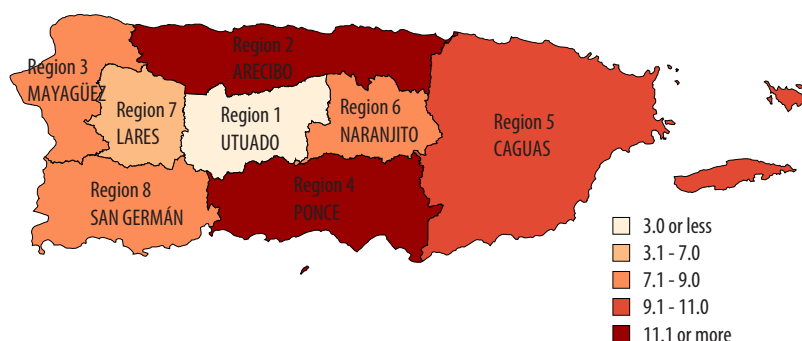 Region 2
ARECIBO
Region 3
MAYAGÜEZ
Region 7
LARES
Region 1
UTUADO
Region 6
NARANJITO
Region 5
CAGUAS
Region 8
SAN GERMÁN
Region 4
PONCE
3.0 or less
3.1 - 7.0
7.1 - 9.0
9.1 - 11.0
11.1 or more